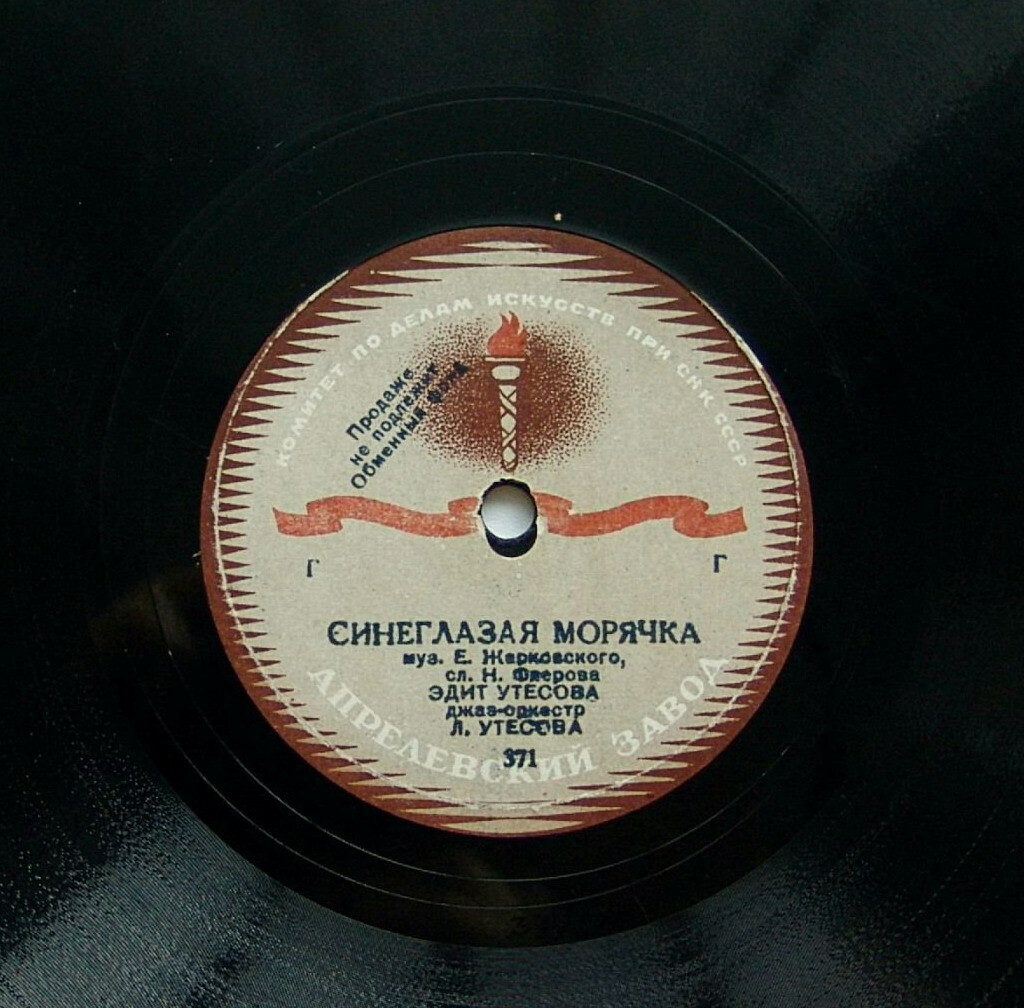 КОМИТЕТ ПО ДЕЛАМ ИСКУССТВ ПРИ СНК СССР
Продаже
не подлежит
Обменный фонд
Г Г
СИНЕГЛАЗАЯ МОРЯЧКА
муз. Е. Жарковского,
сл. Н. Флерова
ЭДИТ УТЕСОВА
джаз-оркестр
Л. УТЕСОВА
371
АПРЕЛЕВСКИЙ ЗАВОД